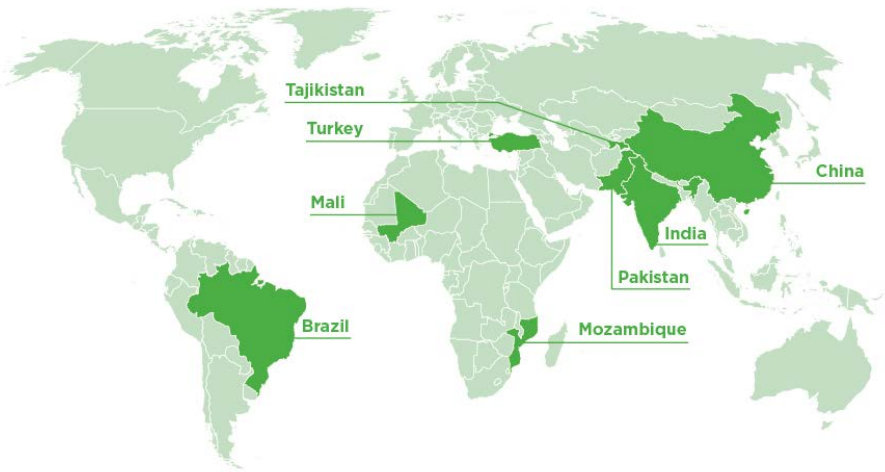 Tajikistan
Turkey
China
Mali
India
Pakistan
Brazil
Mozambique